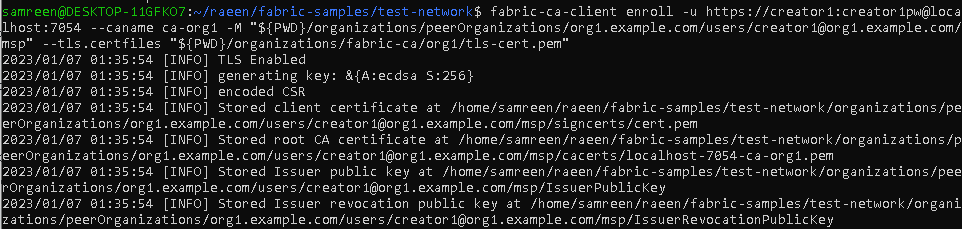 samreen@DESKTOP-11GFKO7:~/raeen/fabric-samples/test-network$ fabric-ca-client enroll -u https://creator1:creator1pw@loca
lhost:7054 --caname ca-org1 -M "${PWD}/organizations/peerOrganizations/org1.example.com/users/creator1@org1.example.com/
msp" --tls.certfiles "${PWD}/organizations/fabric-ca/org1/tls-cert.pem"
2023/01/07 01:35:54 [INFO] TLS Enabled
2023/01/07 01:35:54 [INFO] generating key: &{A:ecdsa S:256}
2023/01/07 01:35:54 [INFO] encoded CSR
2023/01/07 01:35:54 [INFO] Stored client certificate at /home/samreen/raeen/fabric-samples/test-network/organizations/pe
erOrganizations/org1.example.com/users/creator1@org1.example.com/msp/signcerts/cert.pem
2023/01/07 01:35:54 [INFO] Stored root CA certificate at /home/samreen/raeen/fabric-samples/test-network/organizations/p
eerOrganizations/org1.example.com/users/creator1@org1.example.com/msp/cacerts/localhost-7054-ca-org1.pem
2023/01/07 01:35:54 [INFO] Stored Issuer public key at /home/samreen/raeen/fabric-samples/test-network/organizations/pee
rOrganizations/org1.example.com/users/creator1@org1.example.com/msp/IssuerPublicKey
2023/01/07 01:35:54 [INFO] Stored Issuer revocation public key at /home/samreen/raeen/fabric-samples/test-network/organi
zations/peerOrganizations/org1.example.com/users/creator1@org1.example.com/msp/IssuerRevocationPublicKey